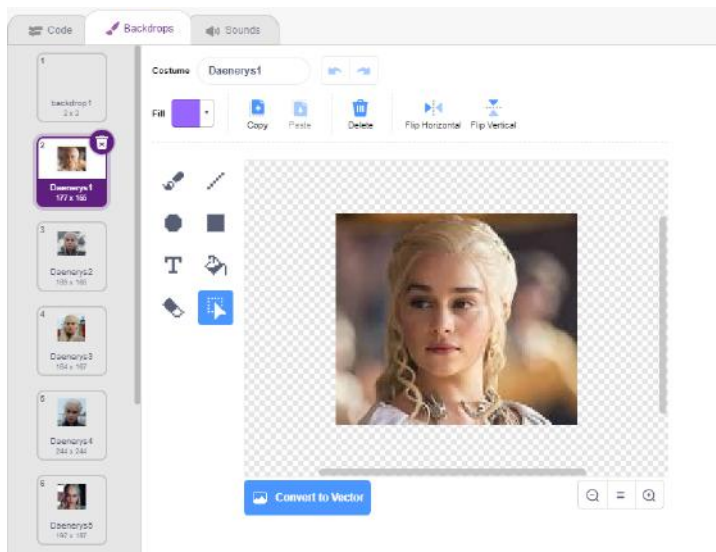 Code
Backdrops
Sounds
1
backdrop1
2 x 2
2
Daenerys1
177 x 165
3
Daenerys2
4
Daenerys3
5
Daenerys4
244 x 244
6
Daenerys5
Costume
Daenerys1
Fill
Copy
Paste
Delete
Flip Horizontal
Flip Vertical
T
Convert to Vector